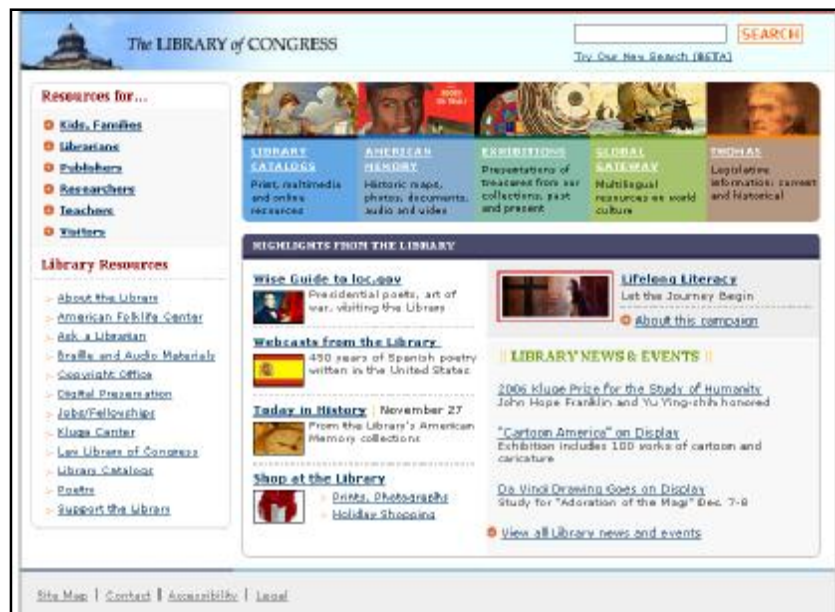 The LIBRARY of CONGRESS
SEARCH
Try Our New Search (BETA)
Resources for...
Kids, Families
Librarians
Publishers
Researchers
Teachers
Visitors
Library Resources
About the Library
American Folklife Center
Ask a Librarian
Braille and Audio Materials
Copyright Office
Digital Preservation
Jobs/Fellowships
Kluge Center
Law Library of Congress
Library Catalogs
Poetry
Support the Library
LIBRARY
CATALOGS
Print, multimedia
and online
resources
AMERICAN
MEMORY
Historic maps,
photos, documents,
audio and video
EXHIBITIONS
Presentations of
treasures from our
collections, past
and present
GLOBAL
GATEWAY
Multilingual
resources on world
culture
THOMAS
Legislative
information: current
and historical
HIGHLIGHTS FROM THE LIBRARY
Wise Guide to loc.gov
Presidential poets, art of
war, visiting the Library
Webcasts from the Library
450 years of Spanish poetry
written in the United States
Today in History | November 27
From the Library's American
Memory collections
Shop at the Library
Prints, Photographs
Holiday Shopping
Lifelong Literacy
Let the Journey Begin
About this campaign
LIBRARY NEWS & EVENTS
2006 Kluge Prize for the Study of Humanity
John Hope Franklin and Yu Ying-shih honored
"Cartoon America" on Display
Exhibition includes 100 works of cartoon and
caricature
Da Vinci Drawing Goes on Display
Study for "Adoration of the Magi" Dec. 7-8
View all Library news and events
Site Map | Contact | Accessibility | Legal